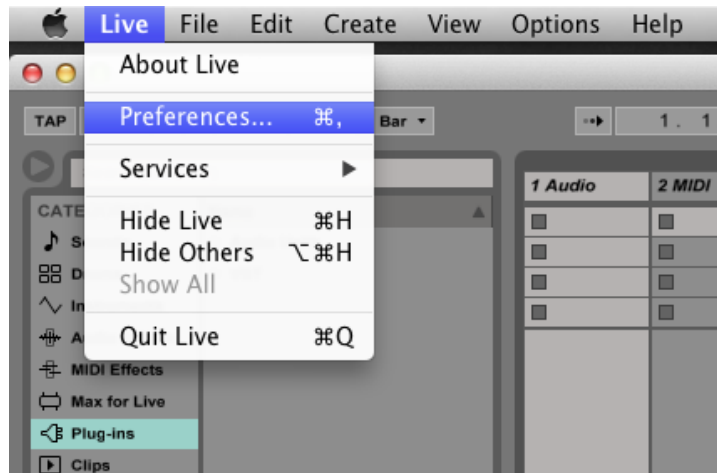 Live File Edit Create View Options Help
About Live
Preferences... ⌘,
Services
Hide Live ⌘H
Hide Others ⌥⌘H
Show All
Quit Live ⌘Q
TAP
Bar
1. 1
1 Audio
2 MIDI
CATE
MIDI Effects
Max for Live
Plug-ins
Clips